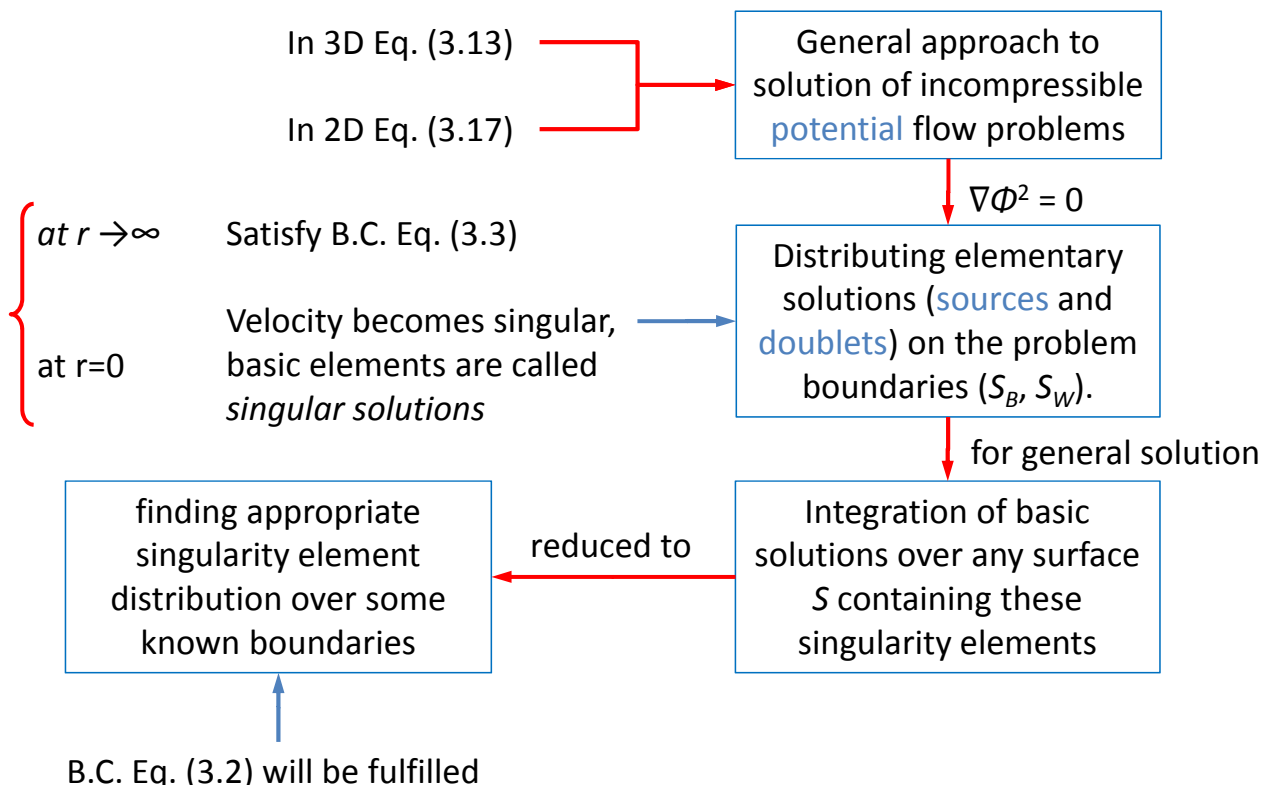 In 3D Eq. (3.13)
In 2D Eq. (3.17)
General approach to
solution of incompressible
potential flow problems
∇Φ² = 0
at r →∞ Satisfy B.C. Eq. (3.3)
at r=0
Velocity becomes singular,
basic elements are called
singular solutions
Distributing elementary
solutions (sources and
doublets) on the problem
boundaries (S_B, S_W).
for general solution
Integration of basic
solutions over any surface
S containing these
singularity elements
reduced to
finding appropriate
singularity element
distribution over some
known boundaries
B.C. Eq. (3.2) will be fulfilled